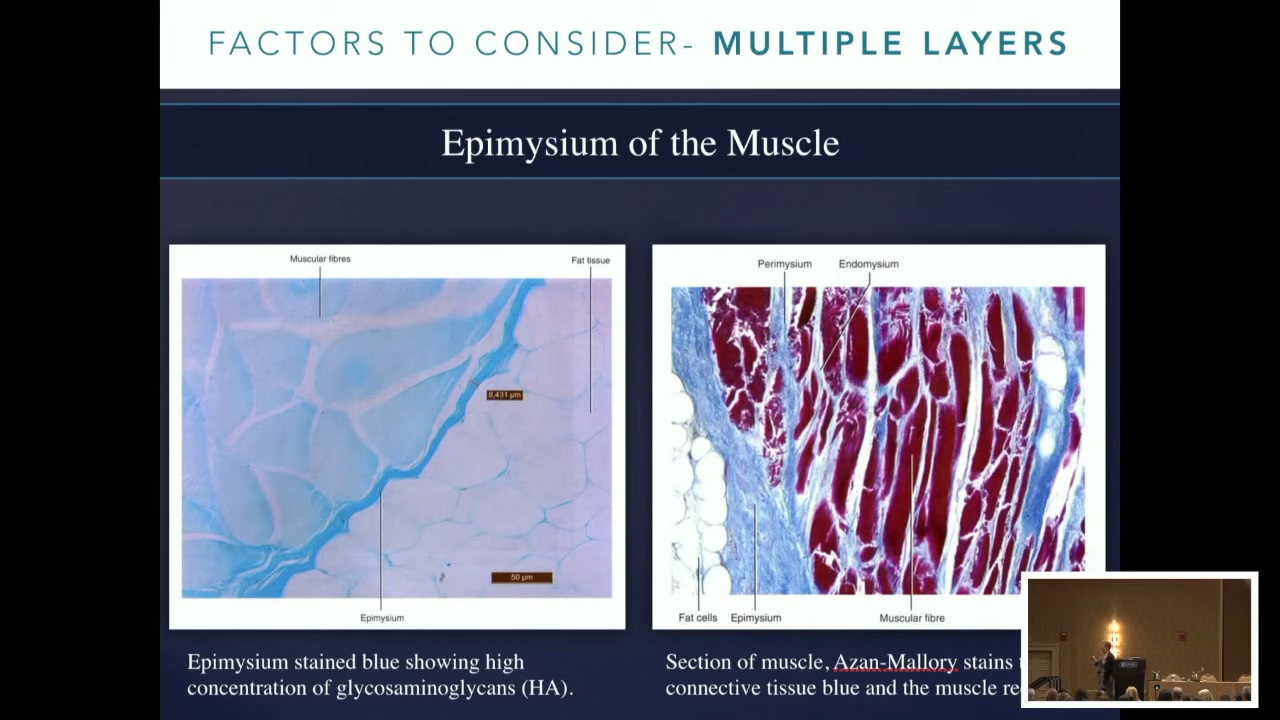 FACTORS TO CONSIDER- MULTIPLE LAYERS
Epimysium of the Muscle
Muscular fibres
Fat tissue
8,431 µm
50 µm
Epimysium
Epimysium stained blue showing high
concentration of glycosaminoglycans (HA).
Perimysium
Endomysium
Fat cells
Epimysium
Muscular fibre
Section of muscle, Azan-Mallory stains
connective tissue blue and the muscle